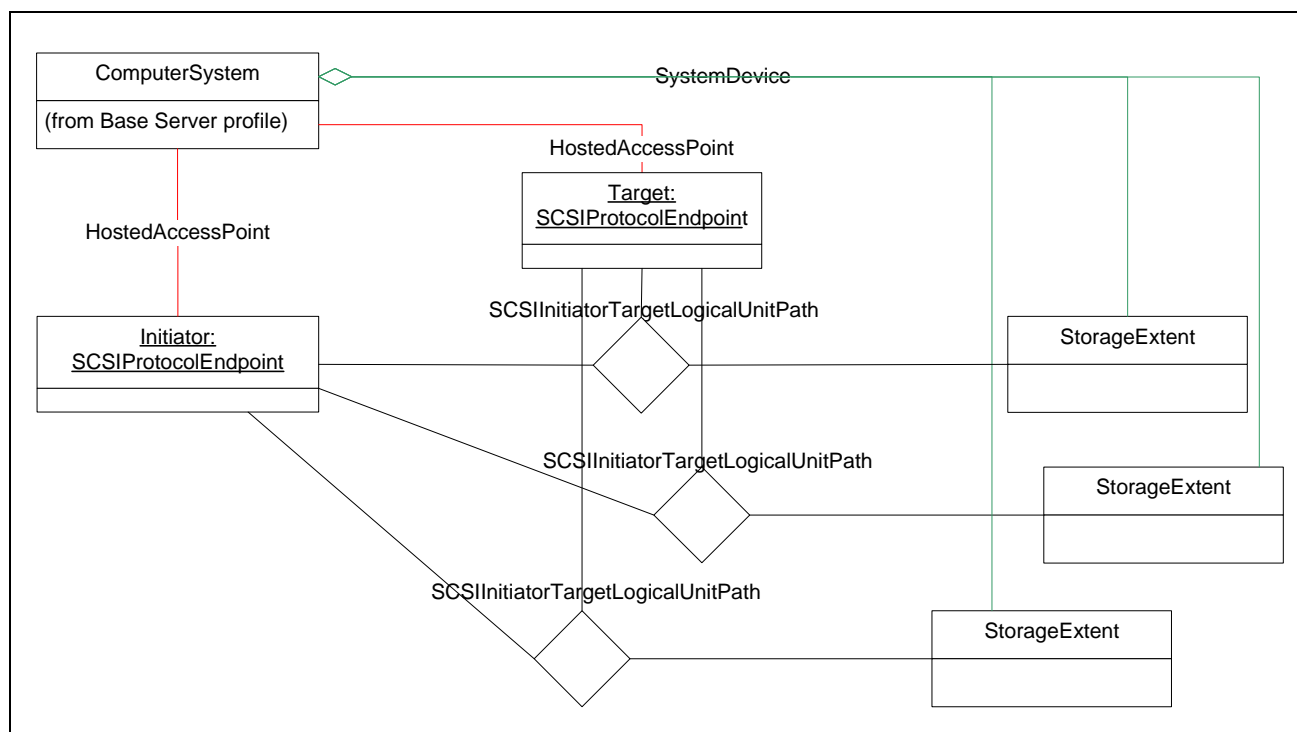 ComputerSystem
SystemDevice
(from Base Server profile)
HostedAccessPoint
Target:
SCSIProtocolEndpoint
HostedAccessPoint
SCSIInitiatorTargetLogicalUnitPath
Initiator:
SCSIProtocolEndpoint
StorageExtent
SCSIInitiatorTargetLogicalUnitPath
StorageExtent
SCSIInitiatorTargetLogicalUnitPath
StorageExtent